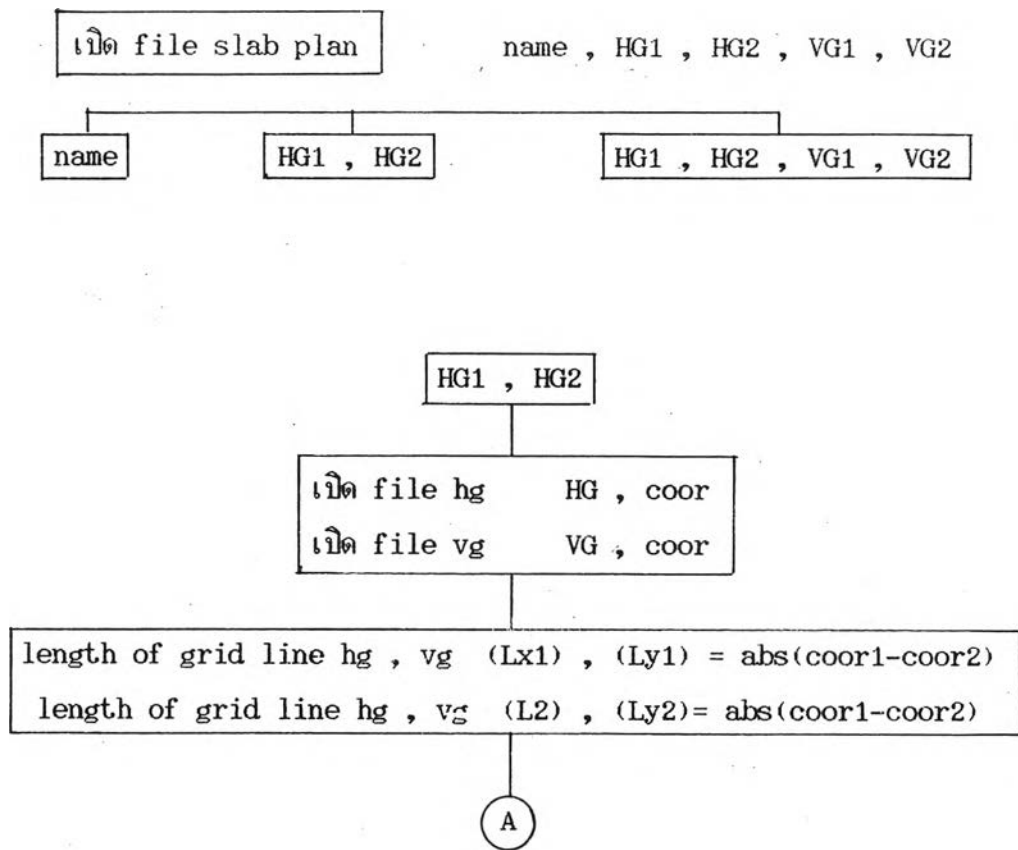 เปิด file slab plan name , HG1 , HG2 , VG1 , VG2
name HG1 , HG2 HG1 , HG2 , VG1 , VG2
HG1 , HG2
เปิด file hg HG , coor
เปิด file vg VG , coor
length of grid line hg , vg (Lx1) , (Ly1) = abs(coor1-coor2)
length of grid line hg , vg (L2) , (Ly2)= abs(coor1-coor2)
A